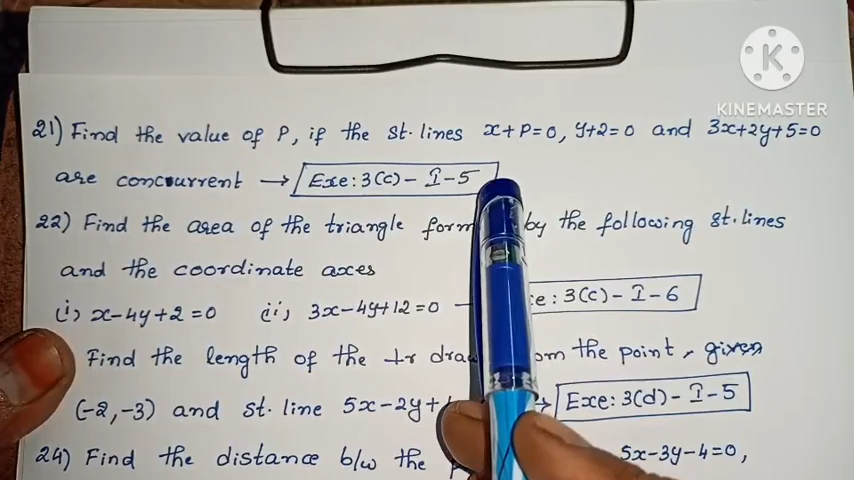 K
KINEMASTER
21) Find the value of P, if the st. lines x+P=0, y+2=0 and 3x+2y+5=0
are concurrent → Exe: 3(c) - I - 5
22) Find the area of the triangle form by the following st. lines
and the coordinate axes
(i) x-4y+2=0 (ii) 3x-4y+12=0 e: 3(c) - I - 6
Find the length of the ⊥r dra om the point, given
(-2, -3) and st. line 5x-2y+ → Exe: 3(d) - I - 5
24) Find the distance b/w the 5x-3y-4=0,